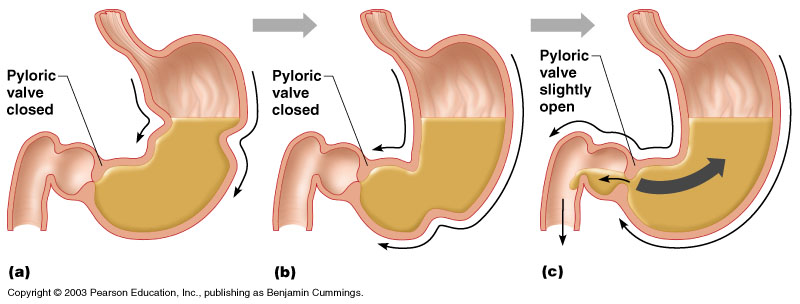 Pyloric
valve
closed
(a)
Pyloric
valve
closed
(b)
Pyloric
valve
slightly
open
(c)
Copyright © 2003 Pearson Education, Inc., publishing as Benjamin Cummings.